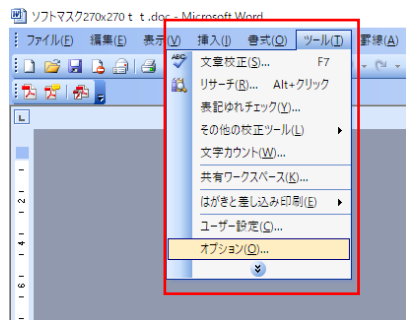 ソフトマスク270x270 t t .doc - Microsoft Word
ファイル(F) 編集(E) 表示(V) 挿入(I) 書式(O) ツール(T) 罫線(A)
文章校正(S)... F7
リサーチ(R)... Alt+クリック
表記ゆれチェック(Y)...
その他の校正ツール(L)
文字カウント(W)...
共有ワークスペース(K)...
はがきと差し込み印刷(E)
ユーザー設定(C)...
オプション(O)...
L
2
4
6